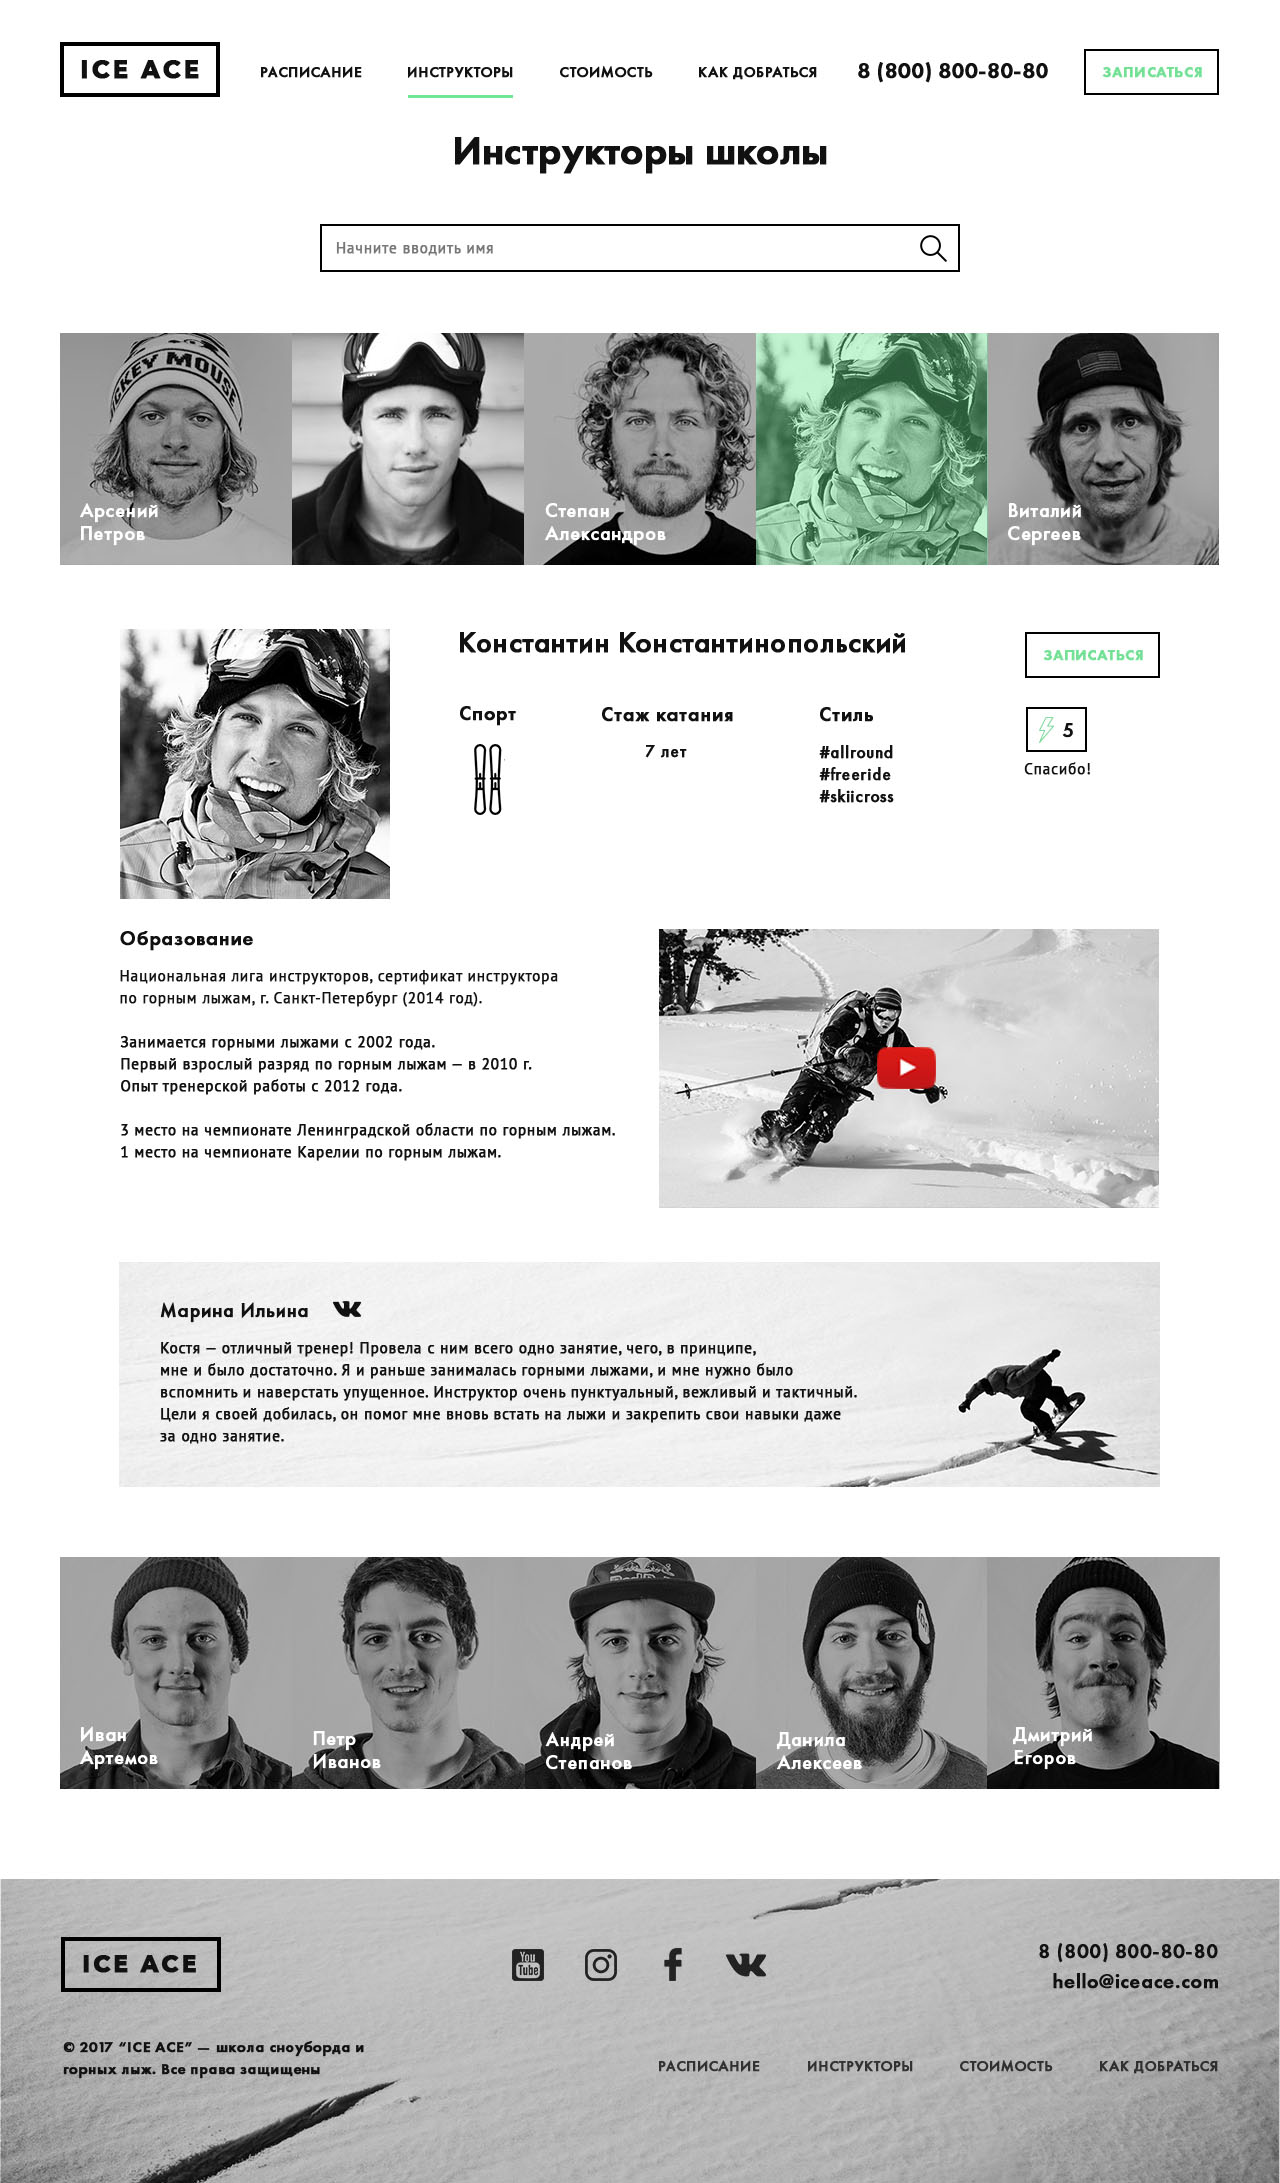 ICE ACE
РАСПИСАНИЕ
ИНСТРУКТОРЫ
СТОИМОСТЬ
КАК ДОБРАТЬСЯ
8 (800) 800-80-80
ЗАПИСАТЬСЯ
Инструкторы школы
Начните вводить имя
CKEY MOUSE
Арсений
Петров
Степан
Александров
Виталий
Сергеев
Константин Константинопольский
ЗАПИСАТЬСЯ
Спорт
Стаж катания
7 лет
Стиль
#allround
#freeride
#skiicross
5
Спасибо!
Образование
Национальная лига инструкторов, сертификат инструктора
по горным лыжам, г. Санкт-Петербург (2014 год).
Занимается горными лыжами с 2002 года.
Первый взрослый разряд по горным лыжам — в 2010 г.
Опыт тренерской работы с 2012 года.
3 место на чемпионате Ленинградской области по горным лыжам.
1 место на чемпионате Карелии по горным лыжам.
Марина Ильина
Костя — отличный тренер! Провела с ним всего одно занятие, чего, в принципе,
мне и было достаточно. Я и раньше занималась горными лыжами, и мне нужно было
вспомнить и наверстать упущенное. Инструктор очень пунктуальный, вежливый и тактичный.
Цели я своей добилась, он помог мне вновь встать на лыжи и закрепить свои навыки даже
за одно занятие.
Иван
Артемов
Петр
Иванов
Андрей
Степанов
Данила
Алексеев
Дмитрий
Егоров
ICE ACE
You
Tube
8 (800) 800-80-80
hello@iceace.com
© 2017 “ICE ACE” — школа сноуборда и
горных лыж. Все права защищены
РАСПИСАНИЕ
ИНСТРУКТОРЫ
СТОИМОСТЬ
КАК ДОБРАТЬСЯ